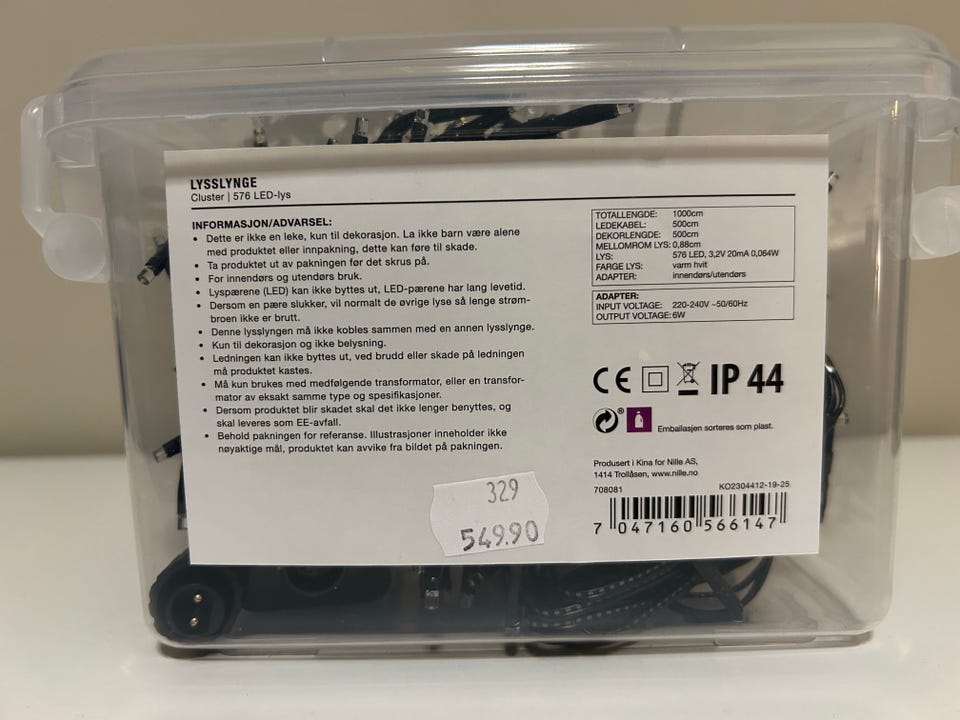 LYSSLYNGE
Cluster | 576 LED-lys
INFORMASJON/ADVARSEL:
• Dette er ikke en leke, kun til dekorasjon. La ikke barn være alene
med produktet eller innpakning, dette kan føre til skade.
• Ta produktet ut av pakningen før det skrus på.
• For innendørs og utendørs bruk.
• Lyspærene (LED) kan ikke byttes ut, LED-pærene har lang levetid.
• Dersom en pære slukker, vil normalt de øvrige lyse så lenge strøm-
broen ikke er brutt.
• Denne lysslyngen må ikke kobles sammen med en annen lysslynge.
• Kun til dekorasjon og ikke belysning.
• Ledningen kan ikke byttes ut, ved brudd eller skade på ledningen
må produktet kastes.
• Må kun brukes med medfølgende transformator, eller en transfor-
mator av eksakt samme type og spesifikasjoner.
• Dersom produktet blir skadet skal det ikke lenger benyttes, og
skal leveres som EE-avfall.
• Behold pakningen for referanse. Illustrasjoner inneholder ikke
nøyaktige mål, produktet kan avvike fra bildet på pakningen.
TOTALLENGDE: 1000cm
LEDEKABEL: 500cm
DEKORLENGDE: 500cm
MELLOMROM LYS: 0,88cm
LYS: 576 LED, 3,2V 20mA 0,064W
FARGE LYS: varm hvit
ADAPTER: innendørs/utendørs
ADAPTER:
INPUT VOLTAGE: 220-240V ~50/60Hz
OUTPUT VOLTAGE: 6W
CE IP 44
® Emballasjen sorteres som plast.
Produsert i Kina for Nille AS,
1414 Trollåsen, www.nille.no
708081 KO2304412-19-25
7 047160 566147
329
549.90